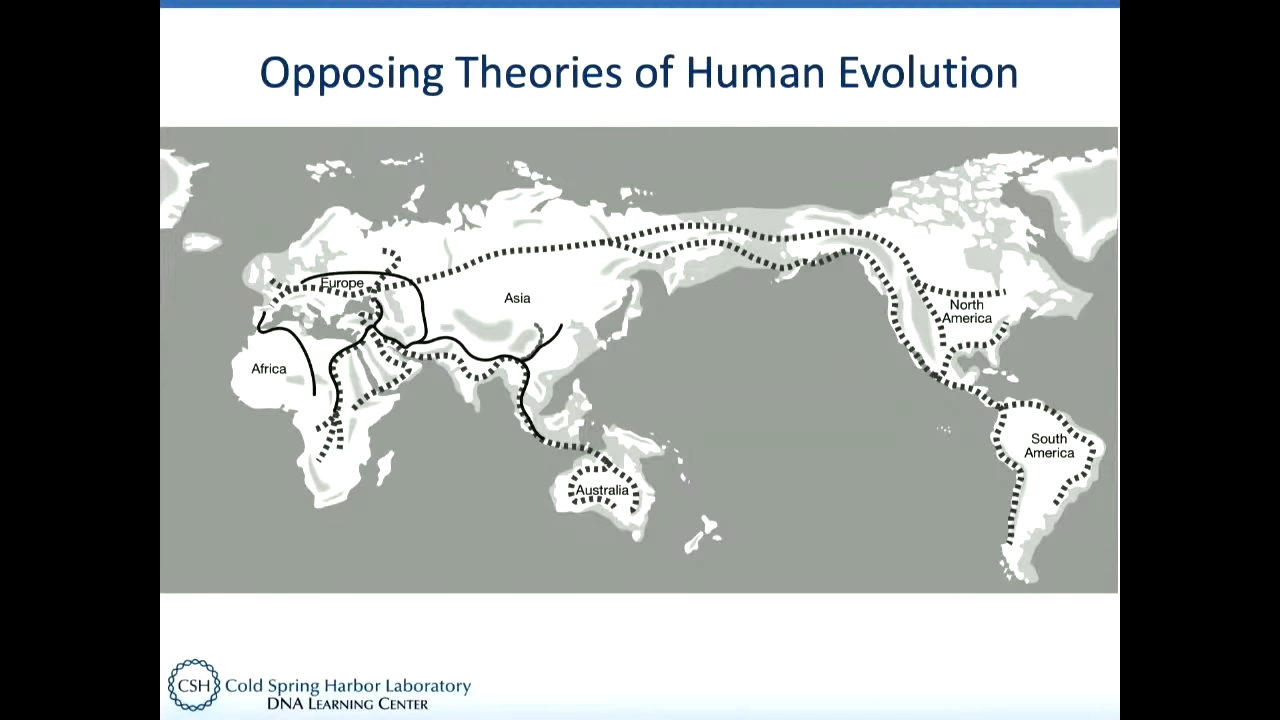 Opposing Theories of Human Evolution
Europe
Asia
Africa
North
America
South
America
Australia
CSH
Cold Spring Harbor Laboratory
DNA LEARNING CENTER